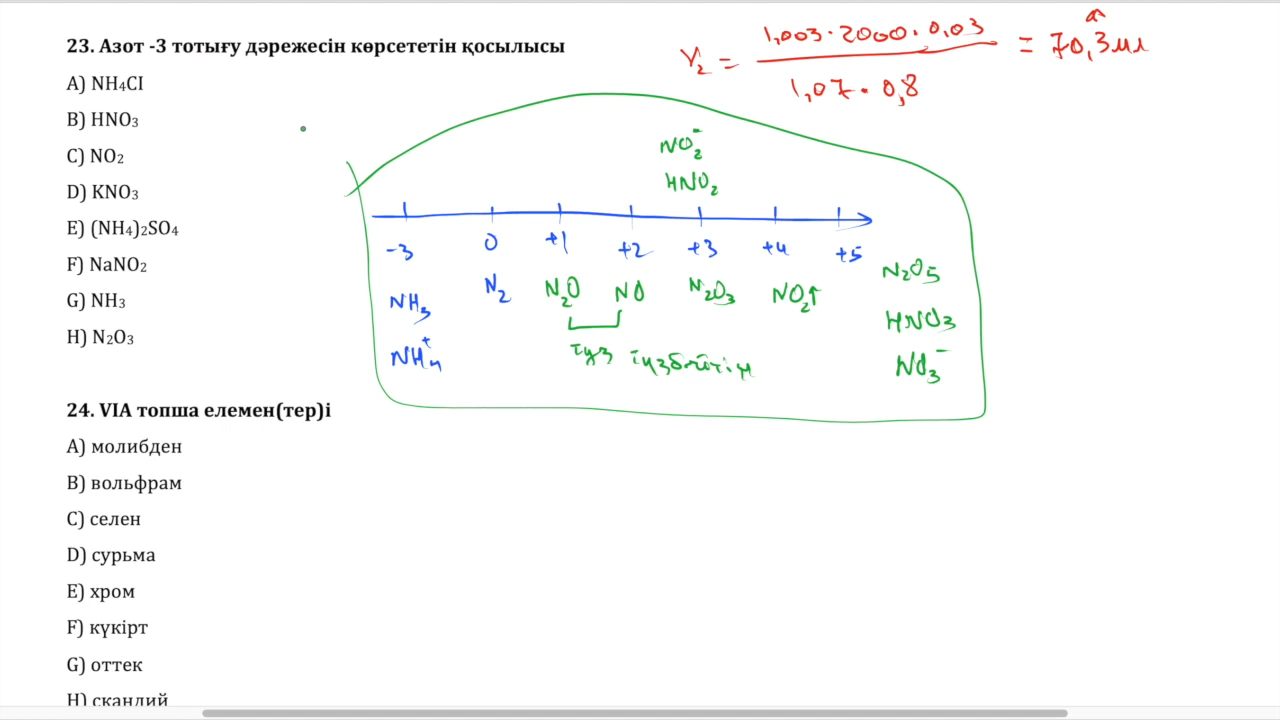 23. Азот -3 тотығу дәрежесін көрсететін қосылысы
A) NH4CI
B) HNO3
C) NO2
D) KNO3
E) (NH4)2SO4
F) NaNO2
G) NH3
H) N2O3
V₂ = 1,003 · 2000 · 0,03 / 1,07 · 0,8 = 70,3 мл
NO₂⁻
HNO₂
-3 0 +1 +2 +3 +4 +5
NH₃ N₂ N₂O NO N₂O₃ NO₂↑ N₂O₅
HNO₃
NH₄⁺ тұз түзбейтін NO₃⁻
24. VIA топша елемен(тер)і
A) молибден
B) вольфрам
C) селен
D) сурьма
E) хром
F) күкірт
G) оттек
H) скандий